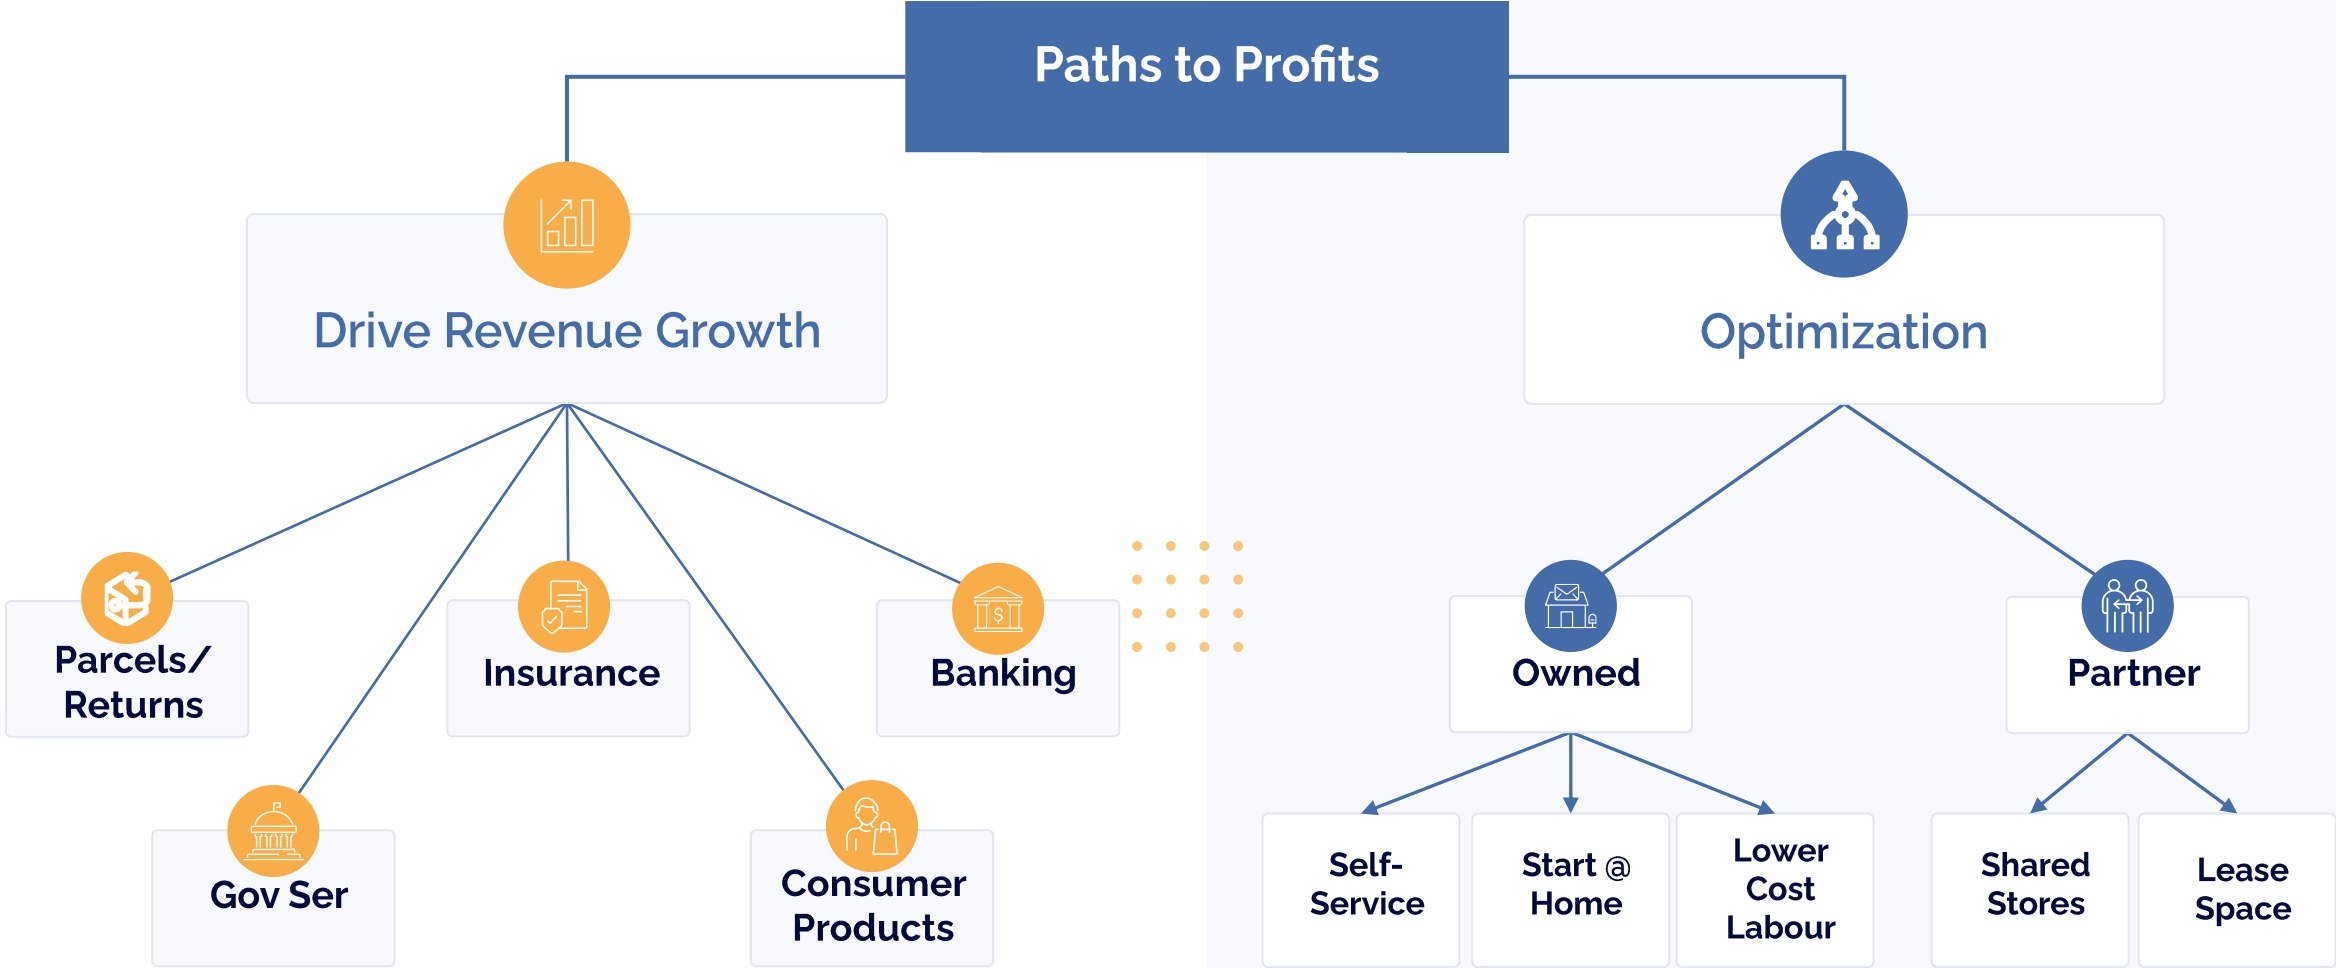 Paths to Profits
Drive Revenue Growth
Optimization
Parcels/
Returns
Insurance
Banking
Gov Ser
Consumer
Products
Owned
Partner
Self-
Service
Start @
Home
Lower
Cost
Labour
Shared
Stores
Lease
Space